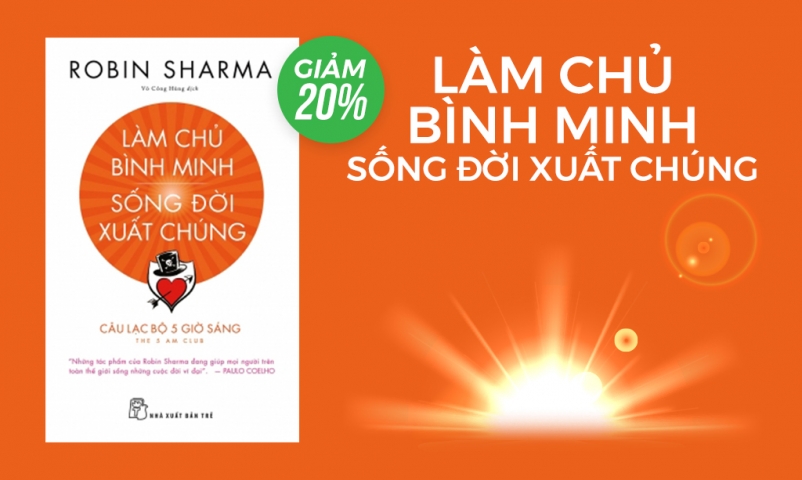 ROBIN SHARMA
Võ Công Hùng dịch
LÀM CHỦ
BÌNH MINH
SỐNG ĐỜI
XUẤT CHÚNG
CÂU LẠC BỘ 5 GIỜ SÁNG
THE 5 AM CLUB
"Những tác phẩm của Robin Sharma đang giúp mọi người trên
toàn thế giới sống những cuộc đời vĩ đại". — PAULO COELHO
NHÀ XUẤT BẢN TRẺ
GIẢM
20%
LÀM CHỦ
BÌNH MINH
SỐNG ĐỜI XUẤT CHÚNG